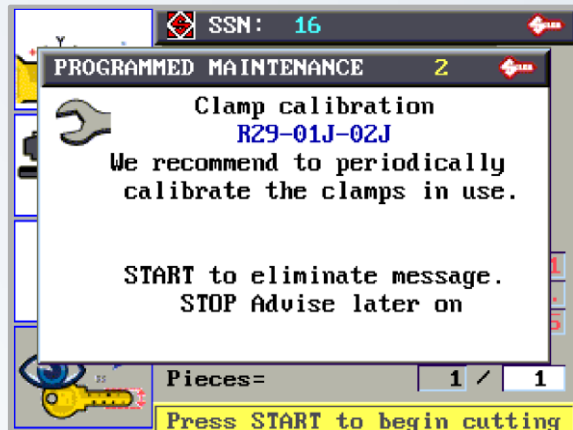 SSN: 16
PROGRAMMED MAINTENANCE 2
Clamp calibration
R29-01J-02J
We recommend to periodically
calibrate the clamps in use.
START to eliminate message.
STOP Advise later on
Pieces= 1 / 1
Press START to begin cutting